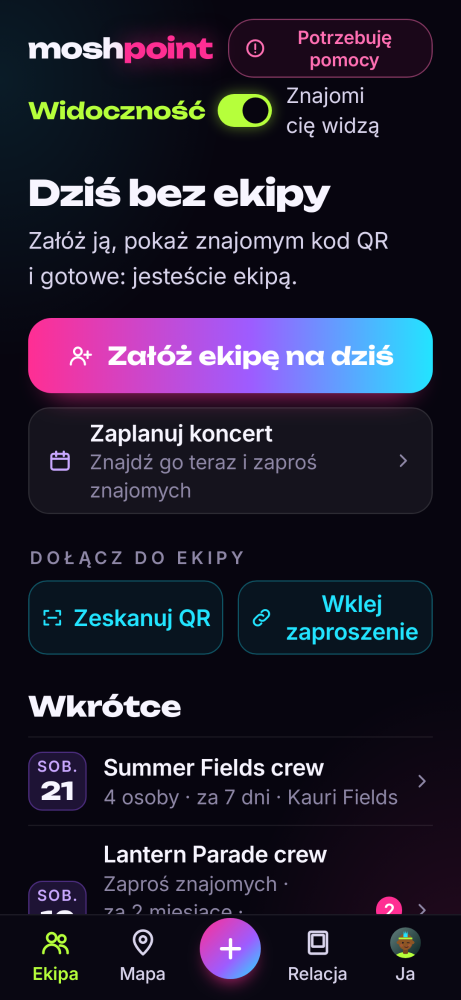 moshpoint
Potrzebuję
pomocy
Widoczność
Znajomi
cię widzą
Dziś bez ekipy
Załóż ją, pokaż znajomym kod QR
i gotowe: jesteście ekipą.
Załóż ekipę na dziś
Zaplanuj koncert
Znajdź go teraz i zaproś
znajomych
DOŁĄCZ DO EKIPY
Zeskanuj QR
Wklej
zaproszenie
Wkrótce
SOB.
21
Summer Fields crew
4 osoby · za 7 dni · Kauri Fields
Lantern Parade crew
Zaproś znajomych ·
SOB.
za 2 miesiące ·
2
Ekipa
Mapa
Relacja
Ja